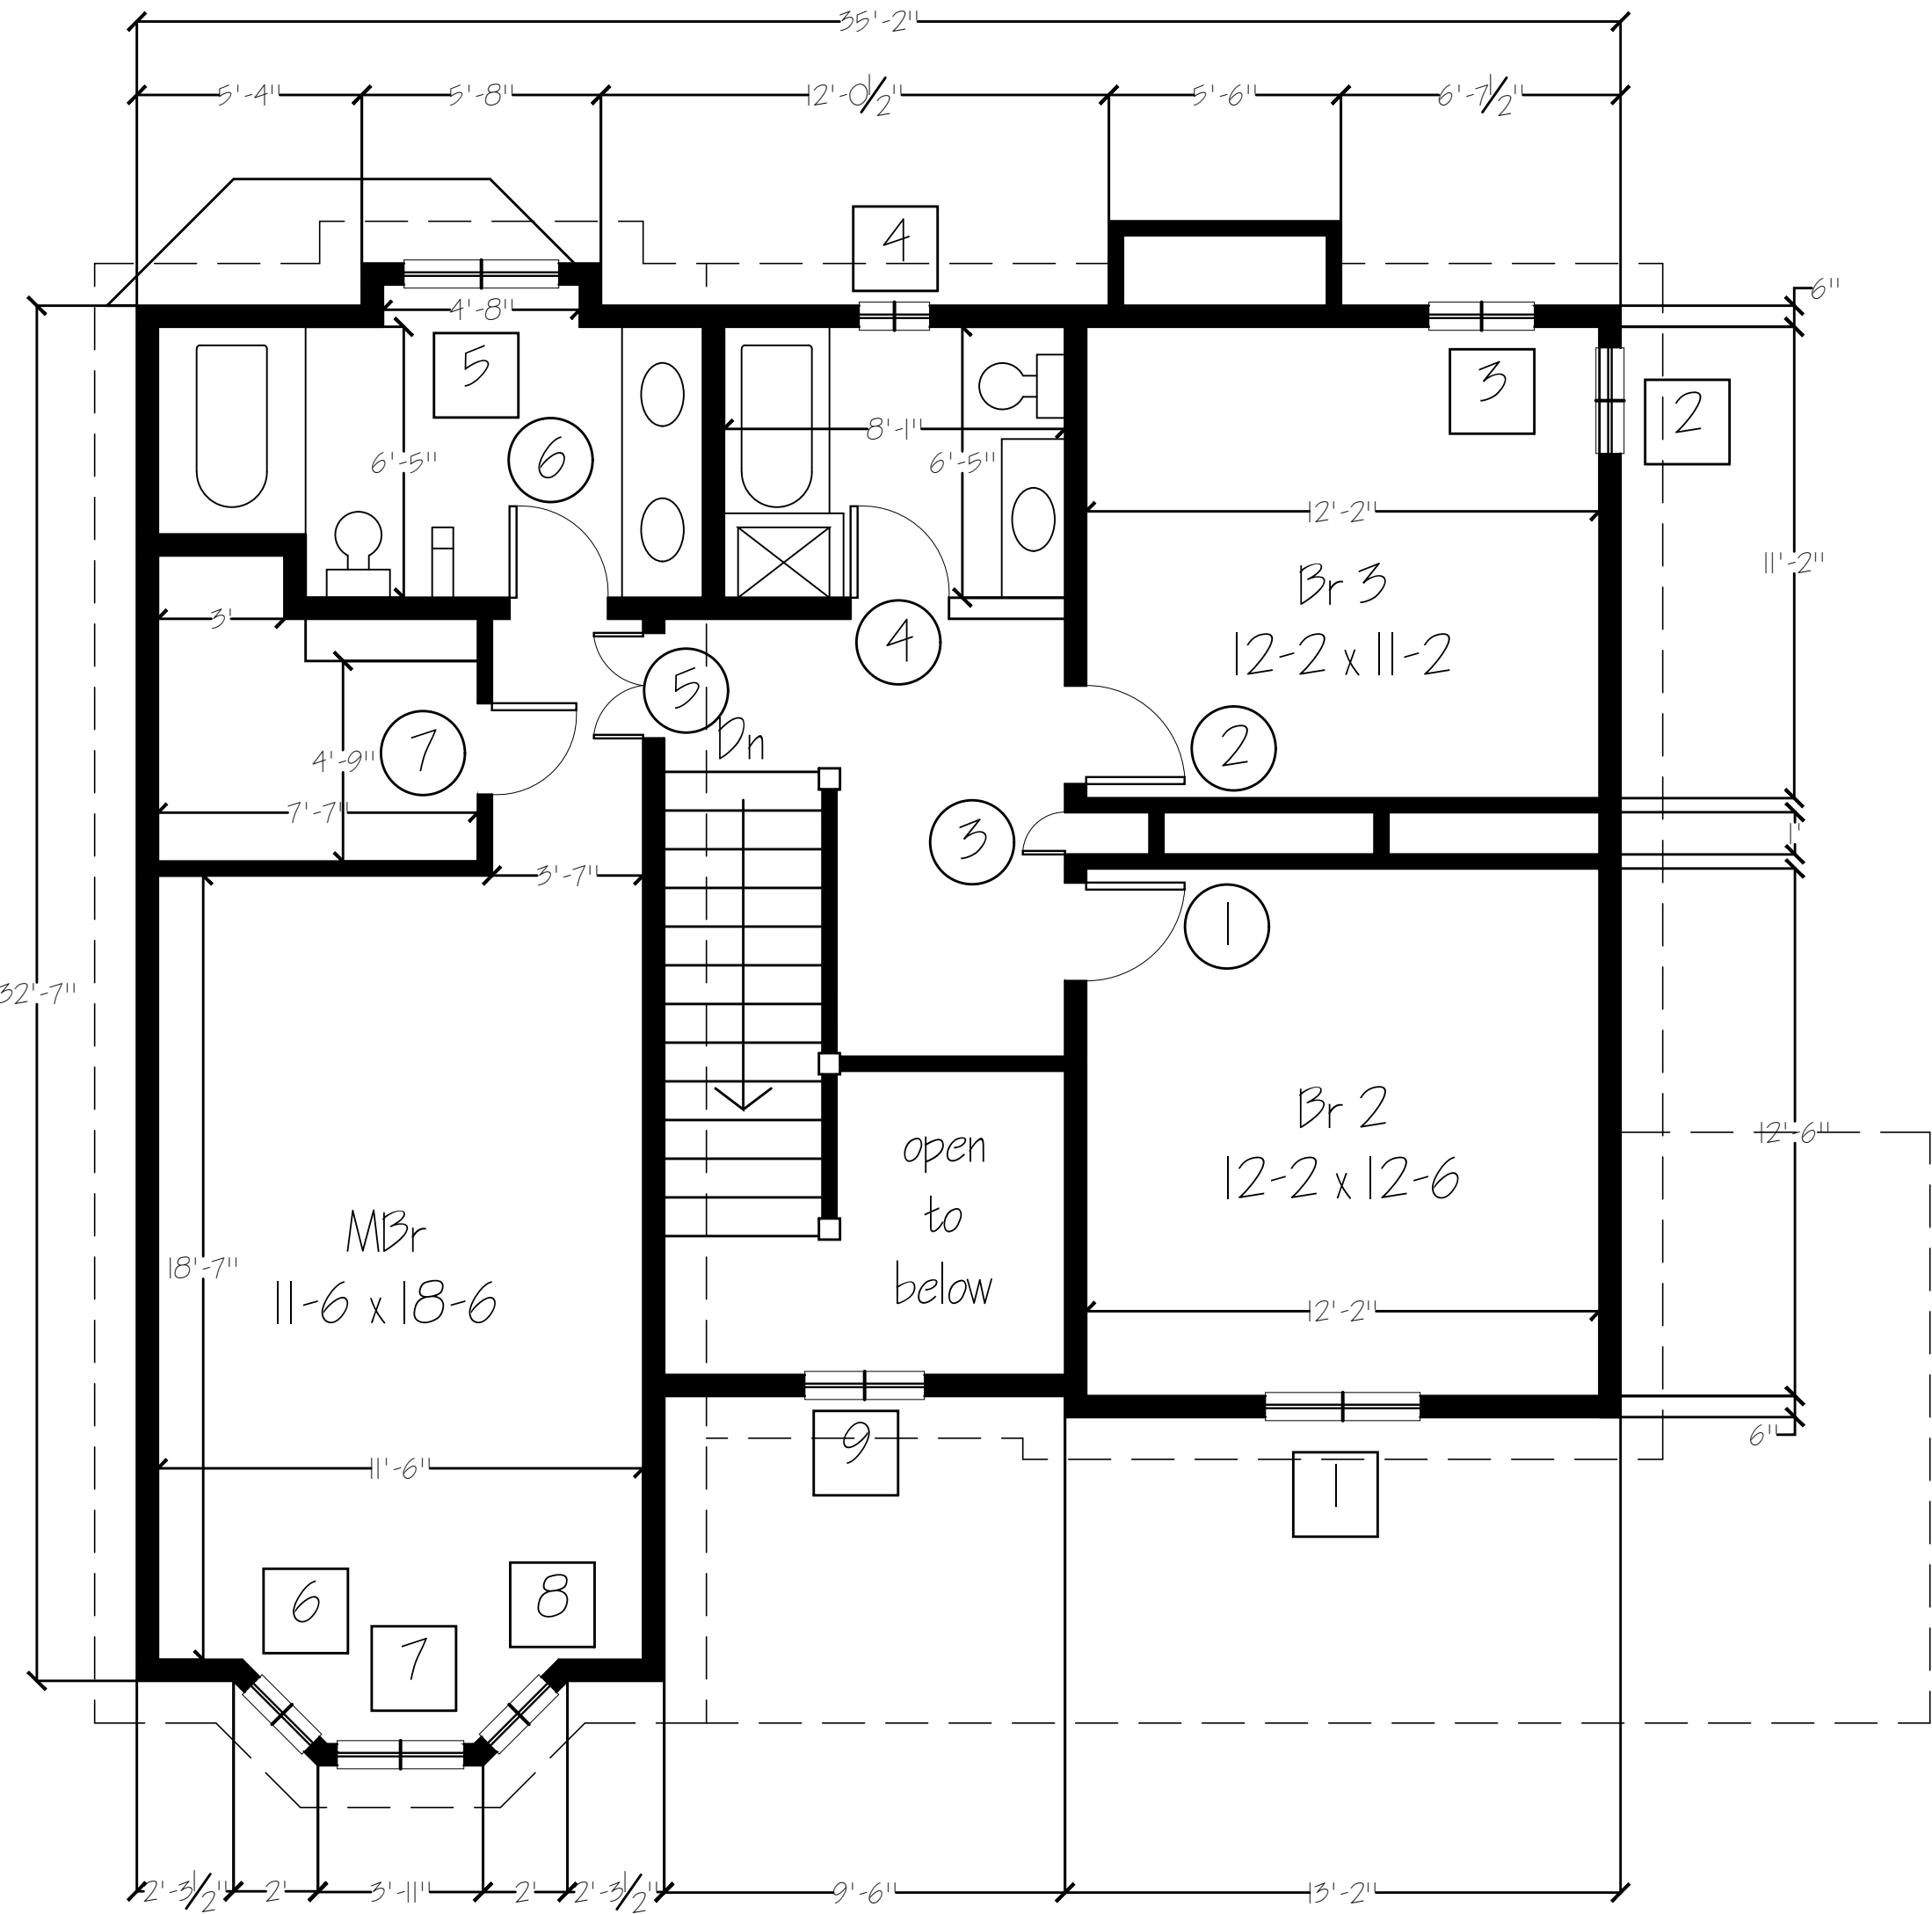 35'-2"
5'-4" 5'-8" 12'-0 1/2" 5'-6" 6'-7 1/2"
4
6"
4'-8"
5
3
2
6
8'-1"
6'-5" 6'-5"
12'-2"
11'-2"
Br 3
12-2 x 11-2
3'
4
5
Dn
2
7
4'-9"
7'-7"
3
1'
3'-7"
1
32'-7"
Br 2
12-2 x 12-6
12'-6"
open
to
below
MBr
11-6 x 18-6
18'-7"
12'-2"
9
6"
11'-6"
1
6
8
7
2'-3 1/2" 2' 3'-11" 2' 2'-3 1/2" 9'-6" 13'-2"